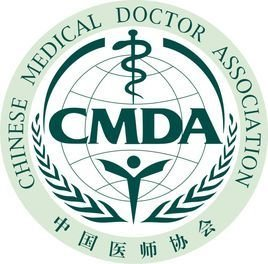 CHINESE MEDICAL DOCTOR ASSOCIATION
CMDA
中国医师协会